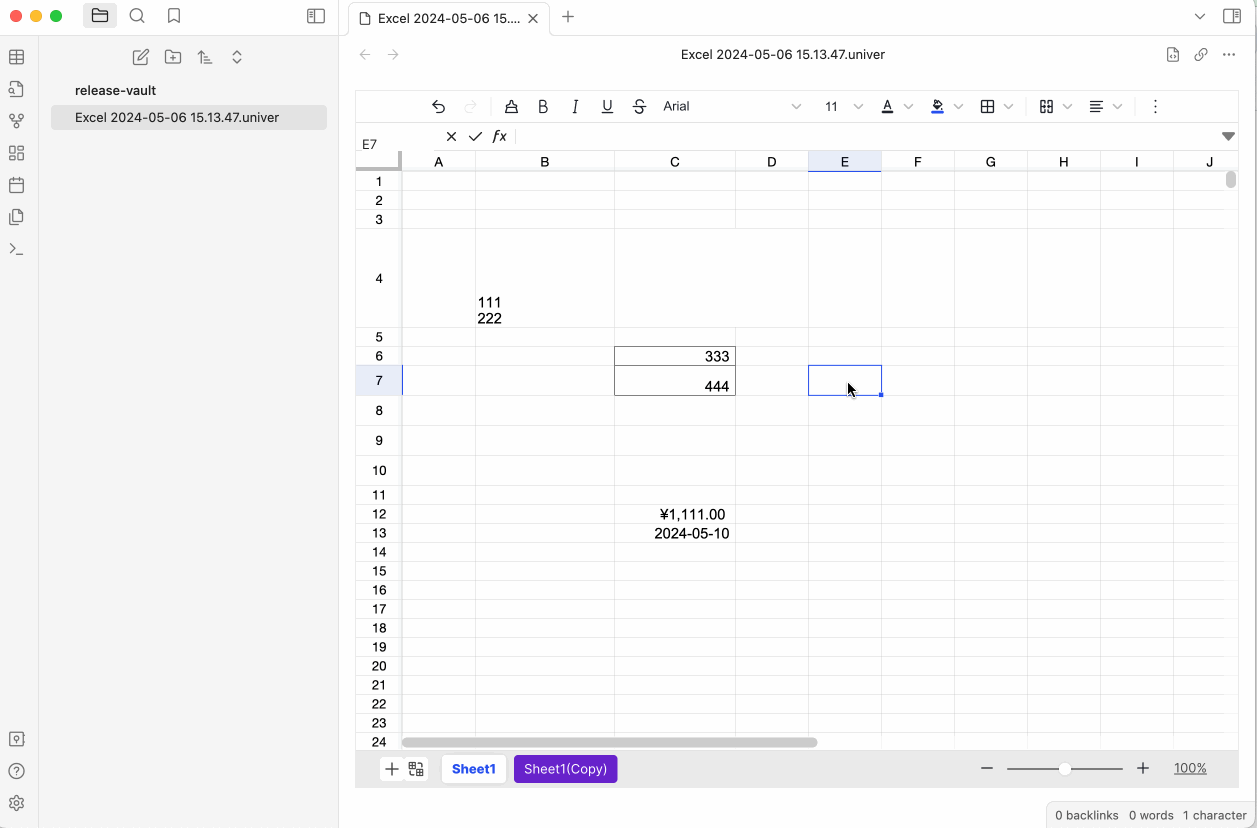 Excel 2024-05-06 15....
Excel 2024-05-06 15.13.47.univer
release-vault
Excel 2024-05-06 15.13.47.univer
B I U S Arial 11 A
E7
fx
A B C D E F G H I J
1
2
3
4
111
222
5
6 333
7 444
8
9
10
11
12 ¥1,111.00
13 2024-05-10
14
15
16
17
18
19
20
21
22
23
24
Sheet1 Sheet1(Copy) 100%
0 backlinks 0 words 1 character